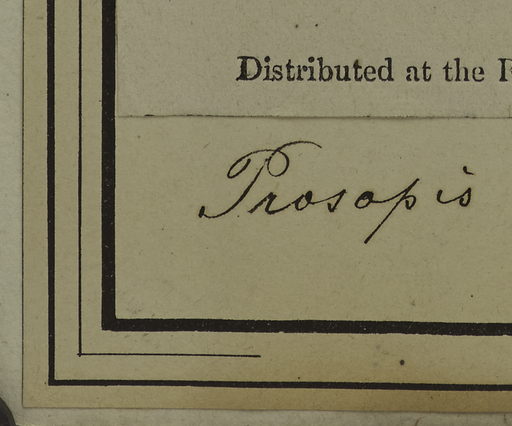 Distributed at the
Prosopis